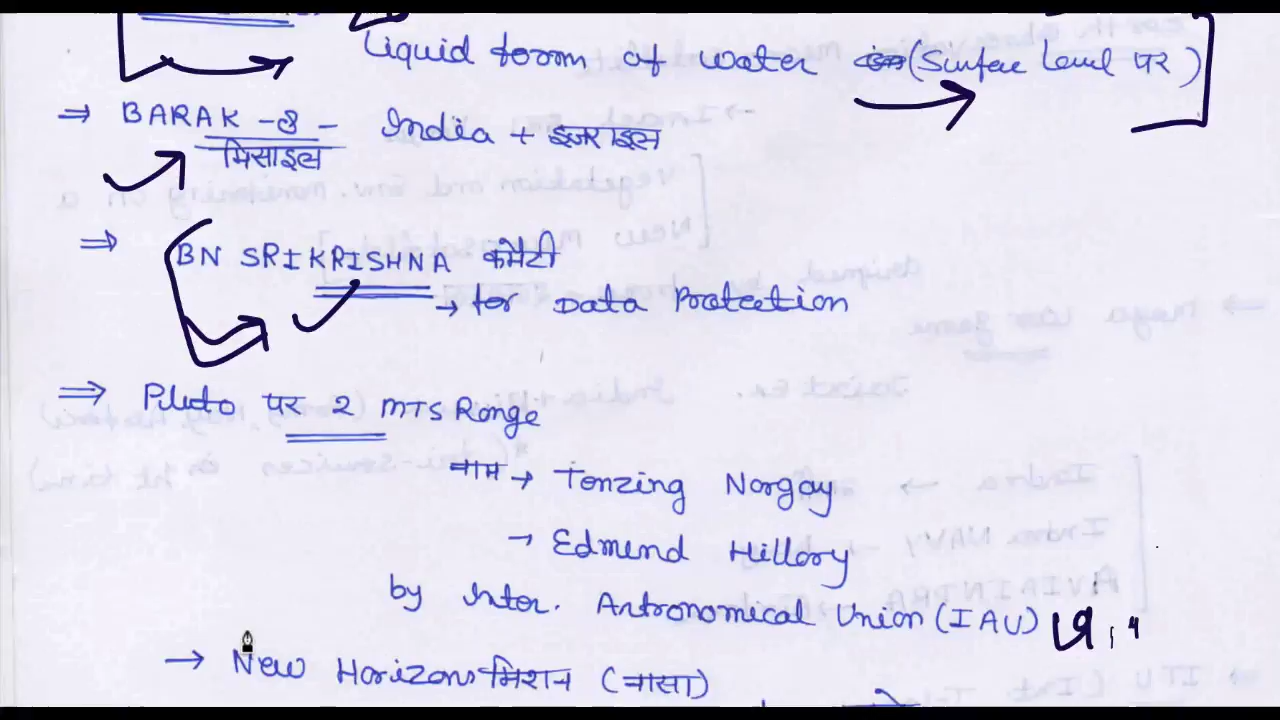 Liquid form of water (Surface Level पर)
⇒ BARAK -8 - India + इजराइल
मिसाइल
⇒ BN SRIKRISHNA कमेटी
→ for Data Protection
⇒ Pluto पर 2 MTS Range
नाम → Tenzing Norgay
→ Edmund Hillary
by Inter. Astronomical Union (IAU)
→ New Horizons मिशन (नासा)